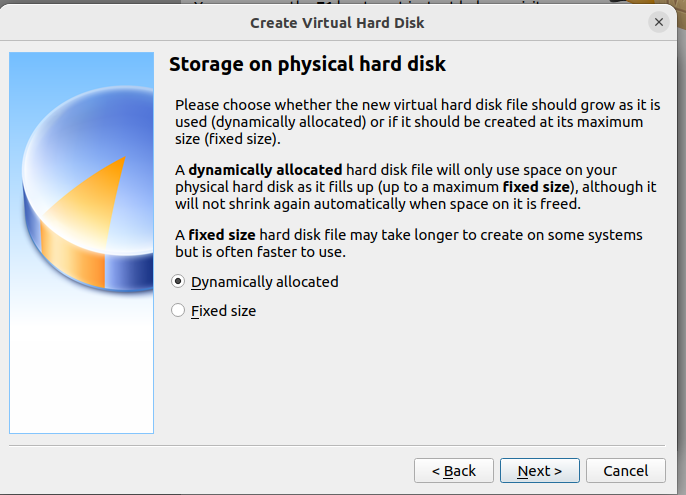 Create Virtual Hard Disk
Storage on physical hard disk
Please choose whether the new virtual hard disk file should grow as it is
used (dynamically allocated) or if it should be created at its maximum
size (fixed size).
A dynamically allocated hard disk file will only use space on your
physical hard disk as it fills up (up to a maximum fixed size), although it
will not shrink again automatically when space on it is freed.
A fixed size hard disk file may take longer to create on some systems
but is often faster to use.
Dynamically allocated
Fixed size
< Back
Next >
Cancel